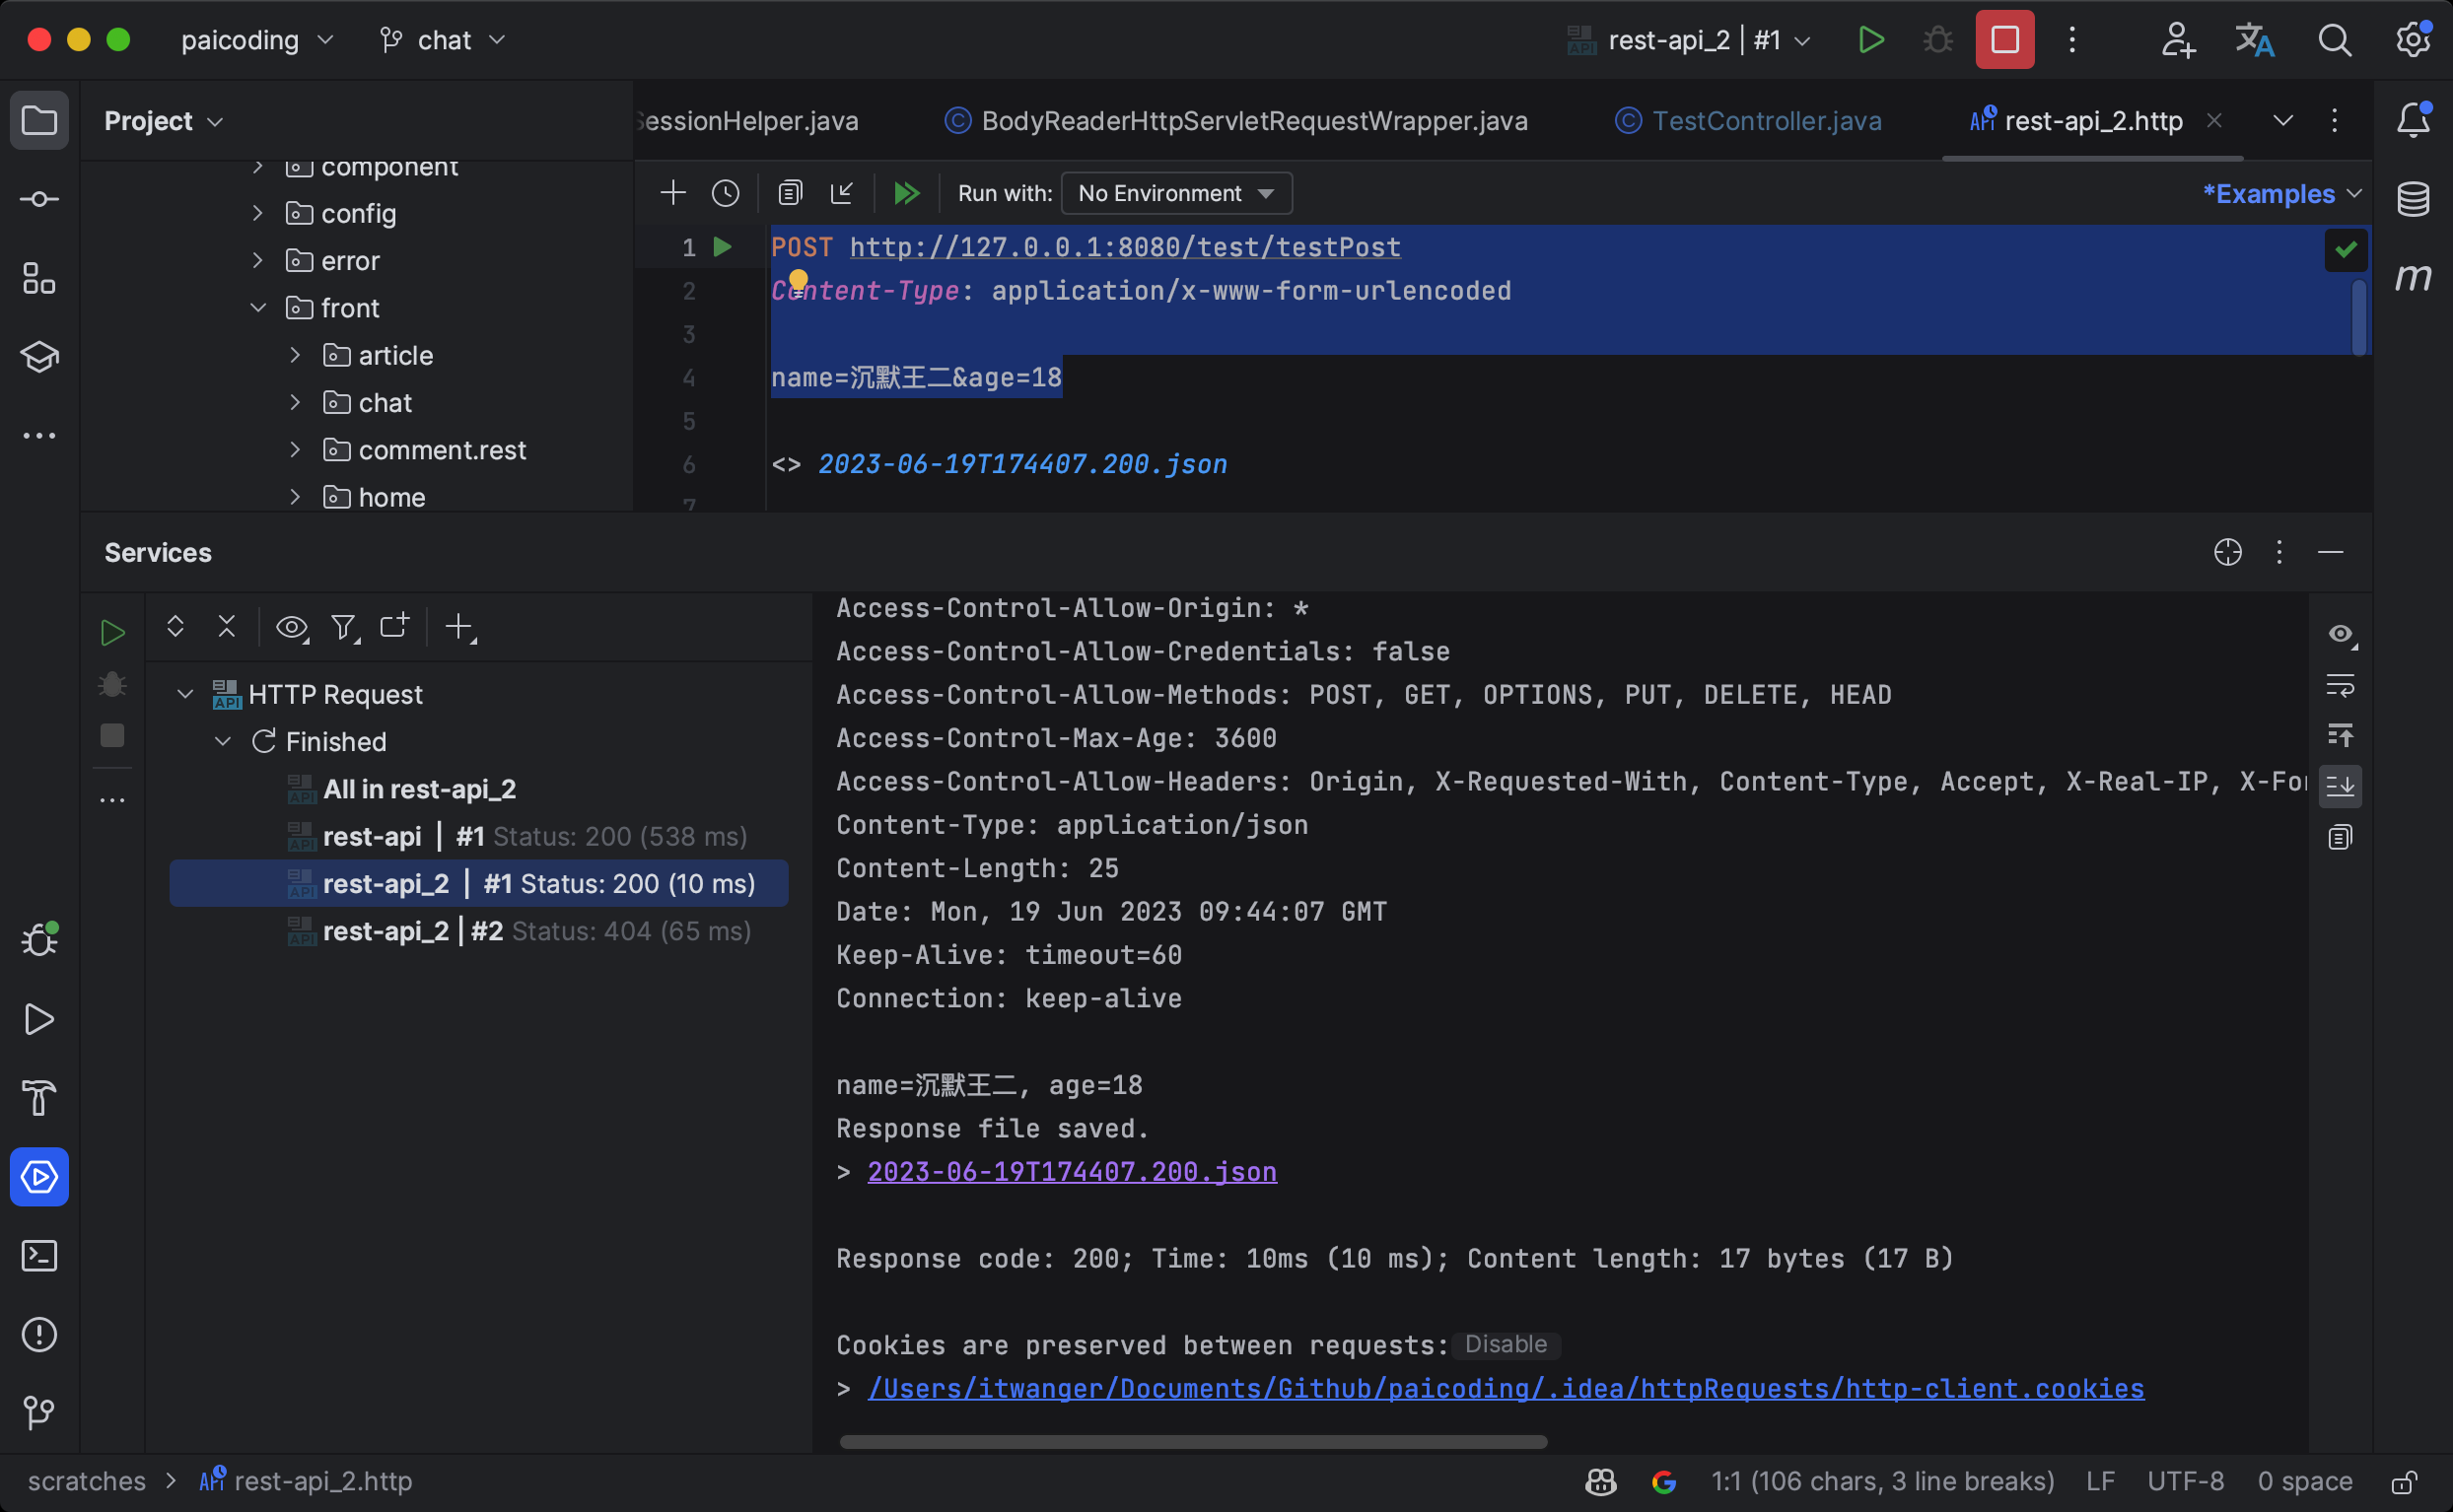 paicoding
chat
rest-api_2 | #1
Project
SessionHelper.java
BodyReaderHttpServletRequestWrapper.java
TestController.java
API rest-api_2.http
component
config
error
front
article
chat
comment.rest
home
Run with: No Environment
*Examples
1 POST http://127.0.0.1:8080/test/testPost
2 Content-Type: application/x-www-form-urlencoded
3
4 name=沉默王二&age=18
5
6 <> 2023-06-19T174407.200.json
7
m
Services
API HTTP Request
Finished
API All in rest-api_2
API rest-api | #1 Status: 200 (538 ms)
API rest-api_2 | #1 Status: 200 (10 ms)
API rest-api_2 | #2 Status: 404 (65 ms)
Access-Control-Allow-Origin: *
Access-Control-Allow-Credentials: false
Access-Control-Allow-Methods: POST, GET, OPTIONS, PUT, DELETE, HEAD
Access-Control-Max-Age: 3600
Access-Control-Allow-Headers: Origin, X-Requested-With, Content-Type, Accept, X-Real-IP, X-For
Content-Type: application/json
Content-Length: 25
Date: Mon, 19 Jun 2023 09:44:07 GMT
Keep-Alive: timeout=60
Connection: keep-alive
name=沉默王二, age=18
Response file saved.
> 2023-06-19T174407.200.json
Response code: 200; Time: 10ms (10 ms); Content length: 17 bytes (17 B)
Cookies are preserved between requests: Disable
> /Users/itwanger/Documents/Github/paicoding/.idea/httpRequests/http-client.cookies
scratches > API rest-api_2.http
1:1 (106 chars, 3 line breaks) LF UTF-8 0 space